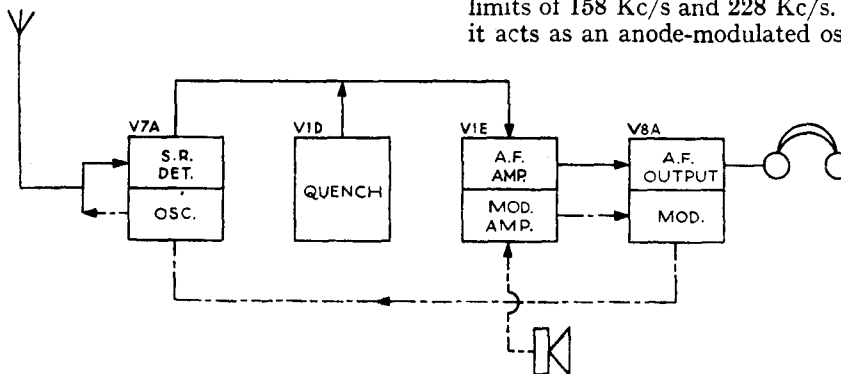 limits of 158 Kc/s and 228 Kc/s.
it acts as an anode-modulated os
V7A
V1D
V1E
V8A
S.R.
DET.
OSC.
QUENCH
A.F.
AMP.
MOD.
AMP.
A.F.
OUTPUT
MOD.